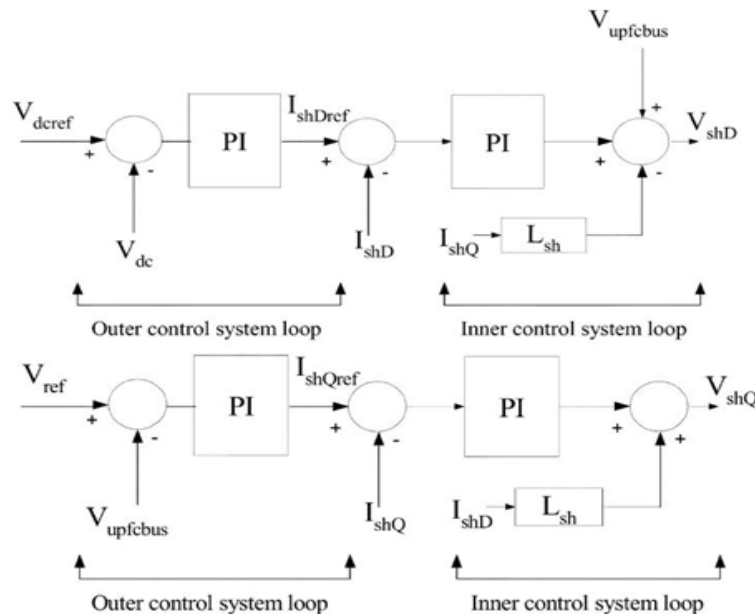 V_upfcbus
V_dcref
PI
I_shDref
PI
V_shD
+
-
+
-
+
+
-
V_dc
I_shD
I_shQ
L_sh
Outer control system loop
Inner control system loop
V_ref
PI
I_shQref
PI
V_shQ
+
-
+
-
+
+
V_upfcbus
I_shQ
I_shD
L_sh
Outer control system loop
Inner control system loop